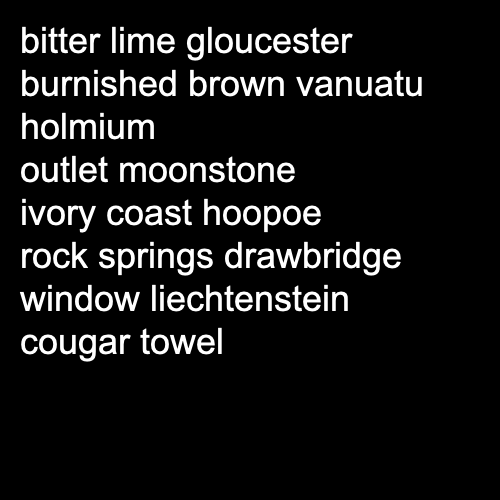 bitter lime gloucester
burnished brown vanuatu
holmium
outlet moonstone
ivory coast hoopoe
rock springs drawbridge
window liechtenstein
cougar towel